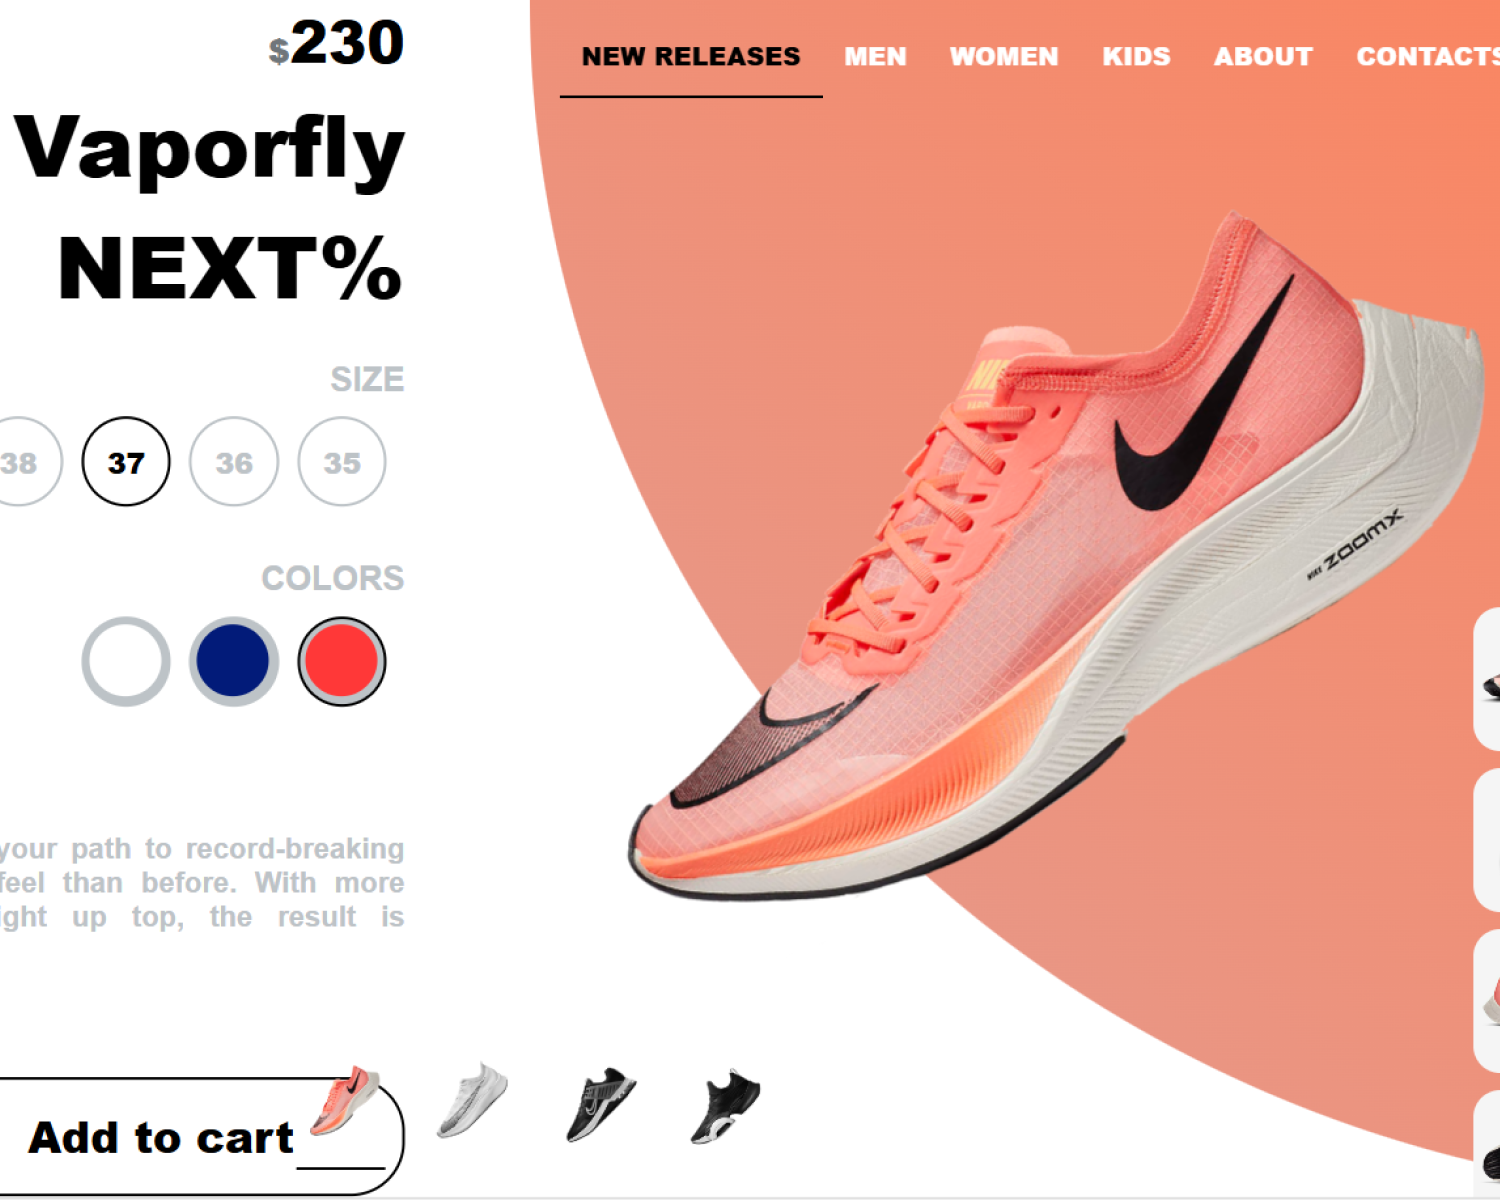 $230
NEW RELEASES MEN WOMEN KIDS ABOUT CONTACTS
Vaporfly
NEXT%
SIZE
38 37 36 35
COLORS
NIKE ZOOMX
your path to record-breaking
feel than before. With more
up top, the result is
Add to cart